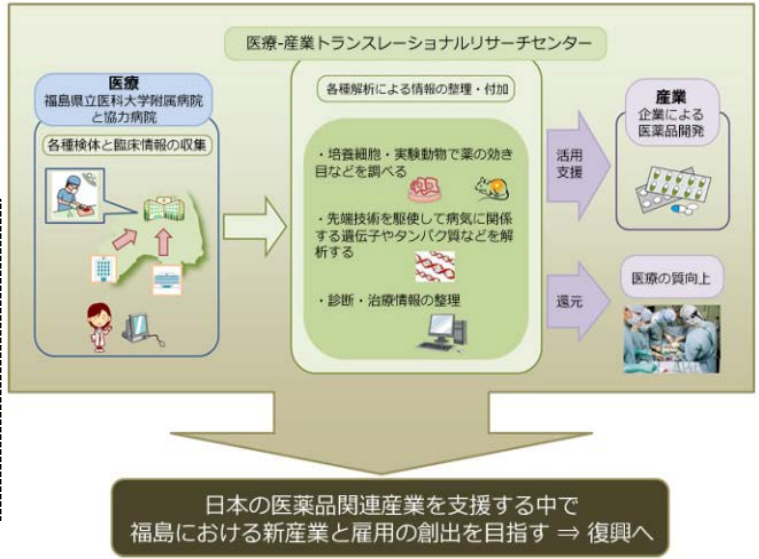 医療-産業トランスレーショナルリサーチセンター
医療
福島県立医科大学附属病院
と協力病院
各種検体と臨床情報の収集
各種解析による情報の整理・付加
・培養細胞・実験動物で薬の効き
目などを調べる
・先端技術を駆使して病気に関係
する遺伝子やタンパク質などを解
析する
・診断・治療情報の整理
活用
支援
還元
産業
企業による
医薬品開発
医療の質向上
日本の医薬品関連産業を支援する中で
福島における新産業と雇用の創出を目指す ⇒ 復興へ